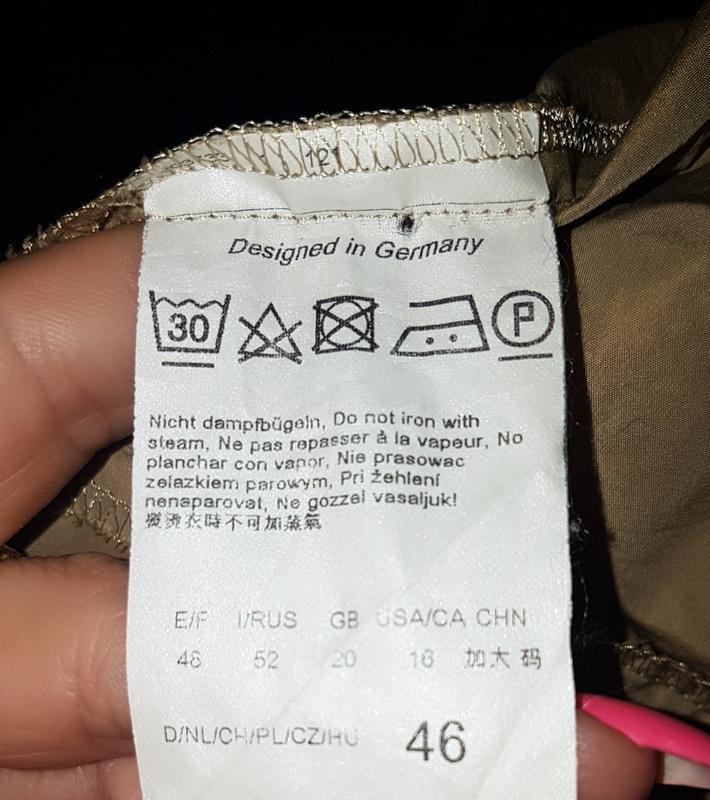 12
Designed in Germany
30 P
Nicht dampfbügeln, Do not iron with
steam, Ne pas repasser à la vapeur, No
planchar con vapor, Nie prasowac
zelazkiem parowym, Pri žehlení
nenaparovat, Ne gozzel vasaljuk!
熨燙衣時不可加蒸氣
E/F I/RUS GB USA/CA CHN
48 52 20 16 加大码
D/NL/CH/PL/CZ/HU 46